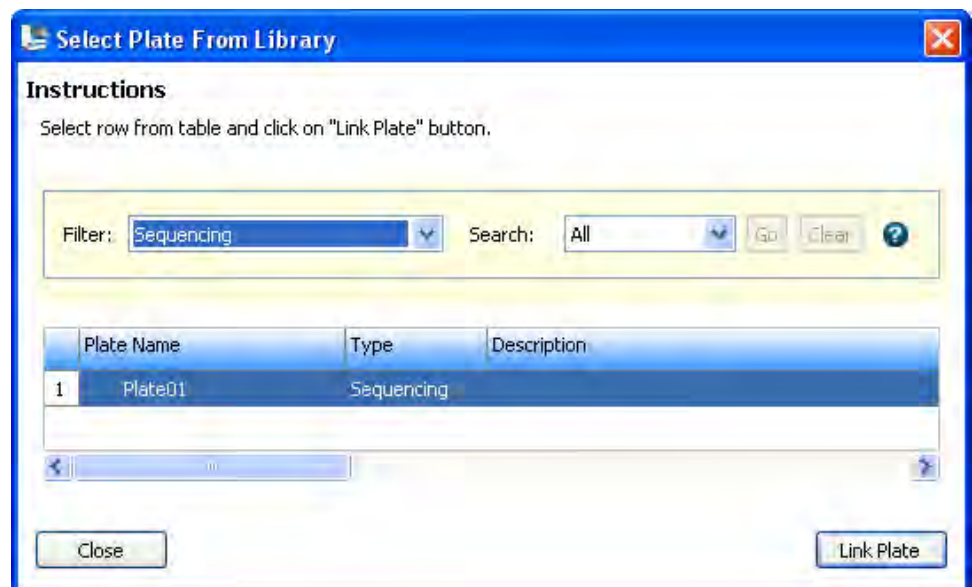 Select Plate From Library
Instructions
Select row from table and click on "Link Plate" button.
Filter: Sequencing Search: All Go Clear ?
Plate Name Type Description
1 Plate01 Sequencing
Close Link Plate